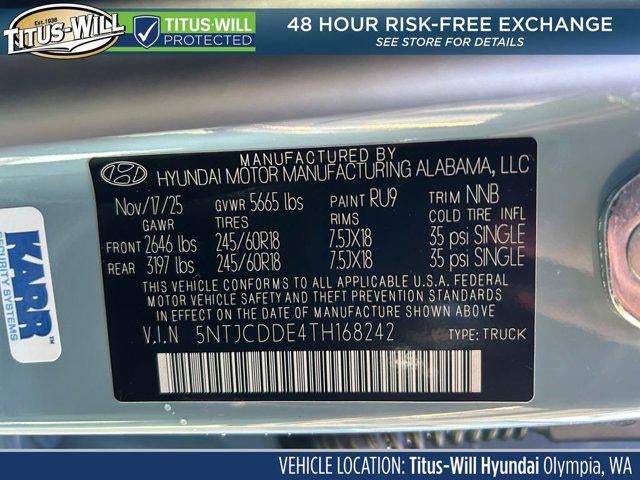 Est.1938
TITUS-WILL
TITUS-WILL
PROTECTED
48 HOUR RISK-FREE EXCHANGE
SEE STORE FOR DETAILS
MANUFACTURED BY
HYUNDAI MOTOR MANUFACTURING ALABAMA, LLC
Nov/17/25 GVWR 5665 lbs PAINT RU9 TRIM NNB
GAWR TIRES RIMS COLD TIRE INFL
FRONT 2646 lbs 245/60R18 7.5JX18 35 psi SINGLE
REAR 3197 lbs 245/60R18 7.5JX18 35 psi SINGLE
THIS VEHICLE CONFORMS TO ALL APPLICABLE U.S.A. FEDERAL
MOTOR VEHICLE SAFETY AND THEFT PREVENTION STANDARDS
IN EFFECT ON THE DATE OF MANUFACTURE SHOWN ABOVE
V.I.N 5NTJCDDE4TH168242 TYPE: TRUCK
KARR™
SECURITY SYSTEMS
VEHICLE LOCATION: Titus-Will Hyundai Olympia, WA